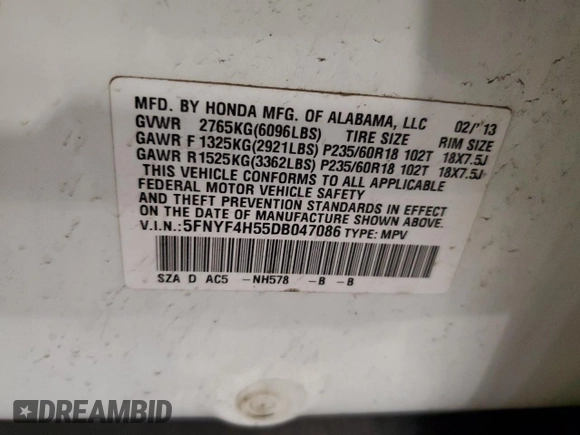 MFD. BY HONDA MFG. OF ALABAMA, LLC 02/'13
GVWR 2765KG(6096LBS) TIRE SIZE RIM SIZE
GAWR F 1325KG(2921LBS) P235/60R18 102T 18X7.5J
GAWR R1525KG(3362LBS) P235/60R18 102T 18X7.5J
THIS VEHICLE CONFORMS TO ALL APPLICABLE
FEDERAL MOTOR VEHICLE SAFETY
AND THEFT PREVENTION STANDARDS IN EFFECT
ON THE DATE OF MANUFACTURE SHOWN ABOVE.
V.I.N.:5FNYF4H55DB047086 TYPE: MPV
SZA D AC5 -NH578 -B -B
DREAMBID